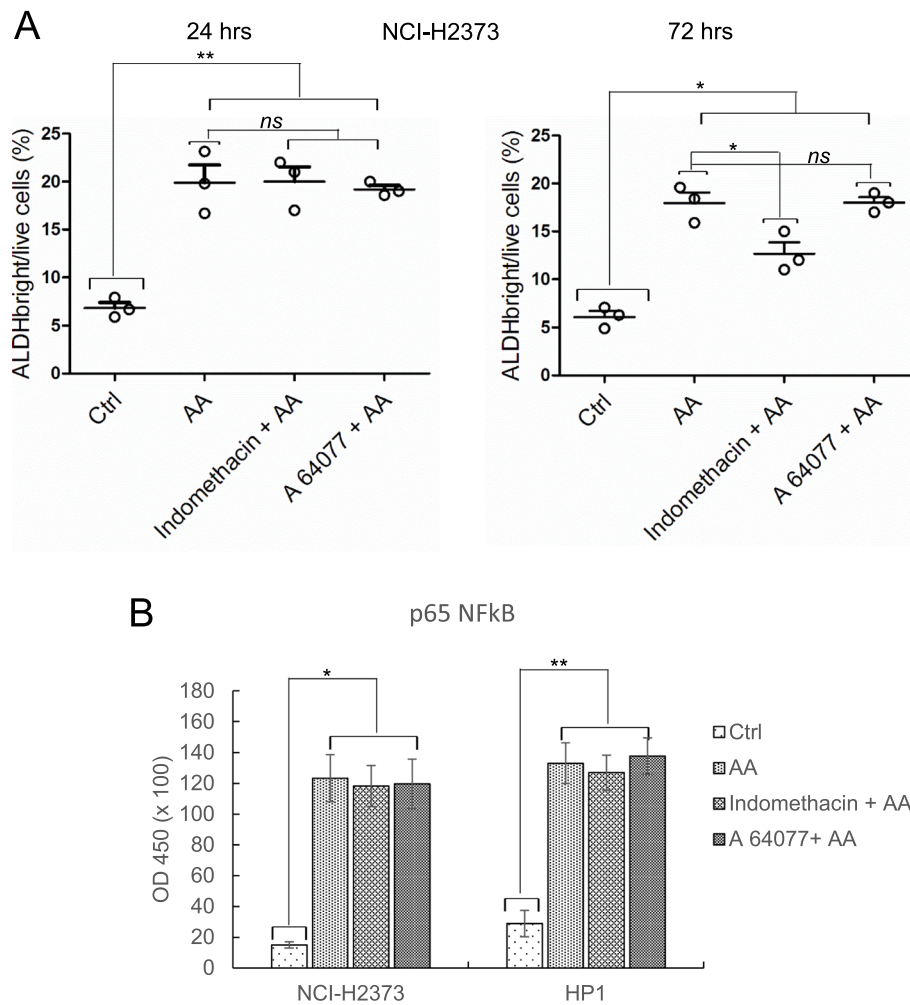 A
24 hrs NCI-H2373 72 hrs
**
ns
ALDHbright/live cells (%)
25
20
15
10
5
0
Ctrl
AA
Indomethacin + AA
A 64077 + AA
*
*
ns
ALDHbright/live cells (%)
25
20
15
10
5
0
Ctrl
AA
Indomethacin + AA
A 64077 + AA
B
p65 NFkB
*
**
OD 450 (x 100)
180
160
140
120
100
80
60
40
20
0
NCI-H2373
HP1
Ctrl
AA
Indomethacin + AA
A 64077+ AA